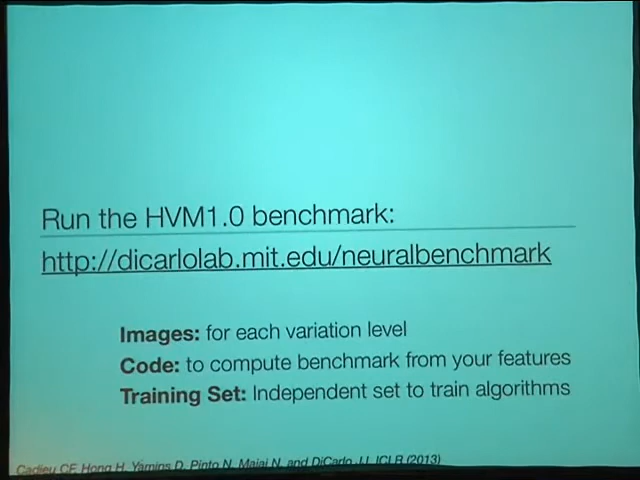 Run the HVM1.0 benchmark:
http://dicarlolab.mit.edu/neuralbenchmark
Images: for each variation level
Code: to compute benchmark from your features
Training Set: Independent set to train algorithms
Cadieu CF, Hong H, Yamins D, Pinto N, Majaj N, and DiCarlo JJ, ICLR (2013)